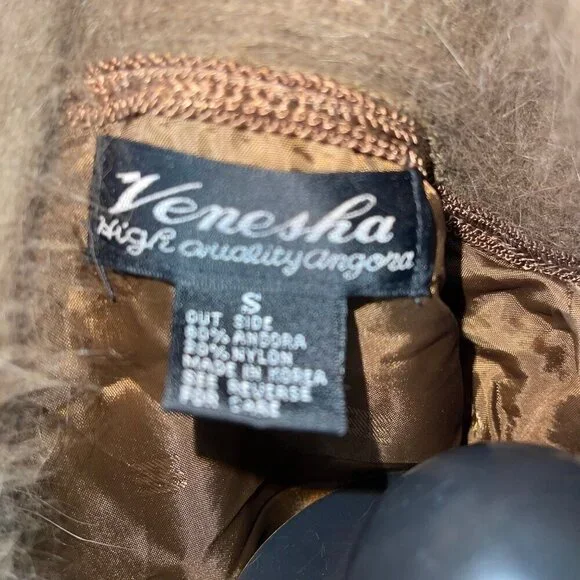 Venesha
High Quality Angora
S
OUT SIDE
80% ANGORA
20% NYLON
MADE IN KOREA
SEE REVERSE
FOR CARE